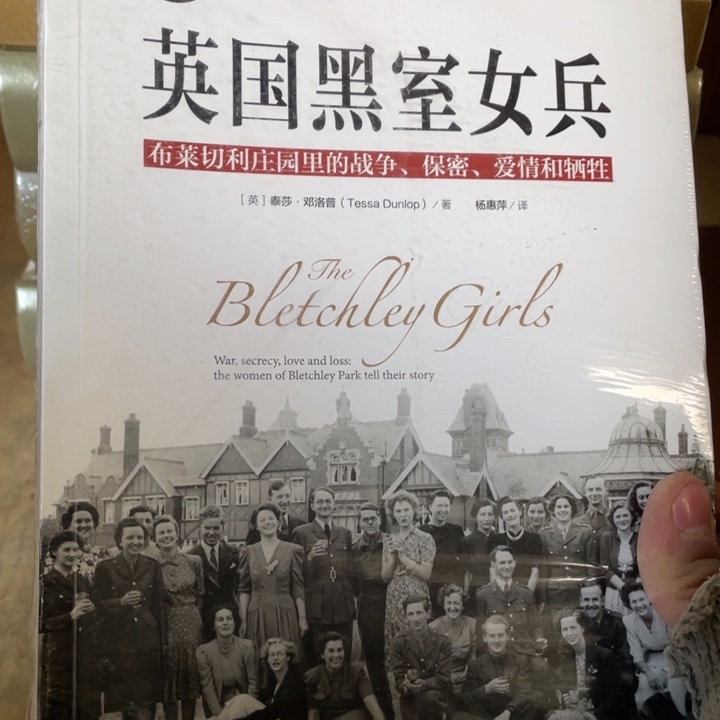 英国黑室女兵
布莱切利庄园里的战争、保密、爱情和牺牲
［英］泰莎·邓洛普（Tessa Dunlop）/著 杨惠萍/译
The
Bletchley Girls
War, secrecy, love and loss:
the women of Bletchley Park tell their story